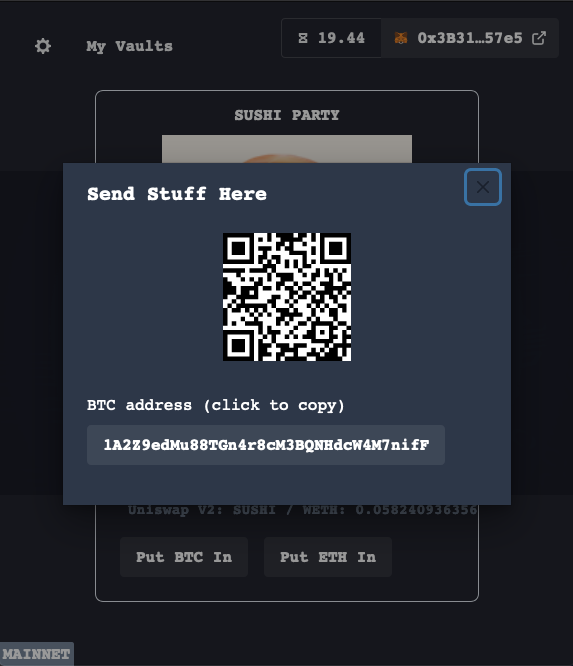 My Vaults
⧖ 19.44
0x3B31…57e5
SUSHI PARTY
Send Stuff Here
BTC address (click to copy)
1A2Z9edMu88TGn4r8cM3BQNHdcW4M7nifF
Uniswap V2: SUSHI / WETH: 0.058240936356
Put BTC In
Put ETH In
MAINNET